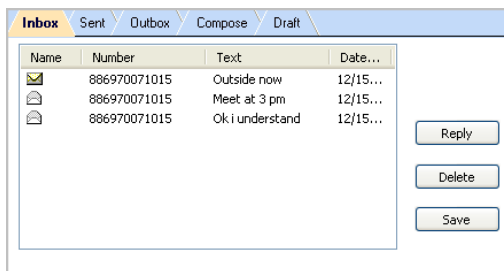 Inbox Sent Outbox Compose Draft
Name Number Text Date...
886970071015 Outside now 12/15...
886970071015 Meet at 3 pm 12/15...
886970071015 Ok i understand 12/15...
Reply
Delete
Save